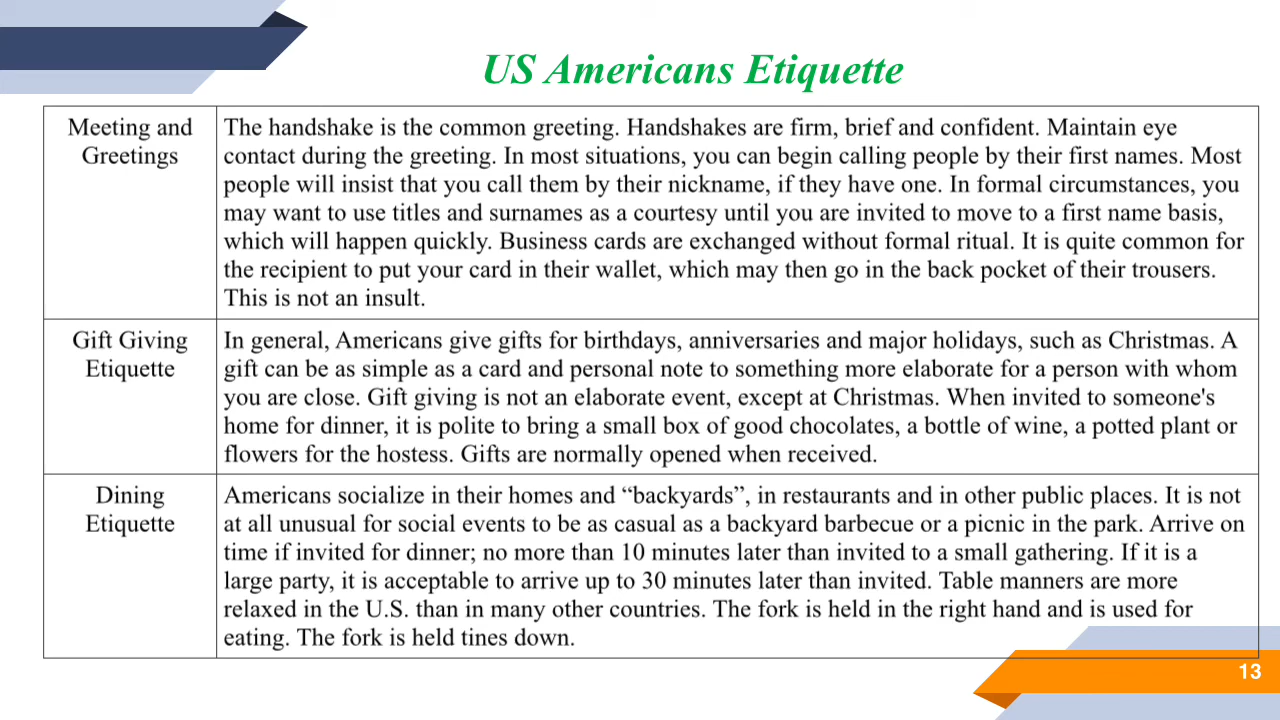 US Americans Etiquette
Meeting and
Greetings
The handshake is the common greeting. Handshakes are firm, brief and confident. Maintain eye
contact during the greeting. In most situations, you can begin calling people by their first names. Most
people will insist that you call them by their nickname, if they have one. In formal circumstances, you
may want to use titles and surnames as a courtesy until you are invited to move to a first name basis,
which will happen quickly. Business cards are exchanged without formal ritual. It is quite common for
the recipient to put your card in their wallet, which may then go in the back pocket of their trousers.
This is not an insult.
Gift Giving
Etiquette
In general, Americans give gifts for birthdays, anniversaries and major holidays, such as Christmas. A
gift can be as simple as a card and personal note to something more elaborate for a person with whom
you are close. Gift giving is not an elaborate event, except at Christmas. When invited to someone's
home for dinner, it is polite to bring a small box of good chocolates, a bottle of wine, a potted plant or
flowers for the hostess. Gifts are normally opened when received.
Dining
Etiquette
Americans socialize in their homes and “backyards”, in restaurants and in other public places. It is not
at all unusual for social events to be as casual as a backyard barbecue or a picnic in the park. Arrive on
time if invited for dinner; no more than 10 minutes later than invited to a small gathering. If it is a
large party, it is acceptable to arrive up to 30 minutes later than invited. Table manners are more
relaxed in the U.S. than in many other countries. The fork is held in the right hand and is used for
eating. The fork is held tines down.
13